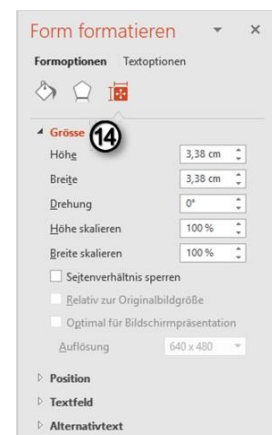 Form formatieren
Formoptionen Textoptionen
Grösse 14
Höhe 3,38 cm
Breite 3,38 cm
Drehung 0°
Höhe skalieren 100 %
Breite skalieren 100 %
Seitenverhältnis sperren
Relativ zur Originalbildgröße
Optimal für Bildschirmpräsentation
Auflösung 640 x 480
Position
Textfeld
Alternativtext